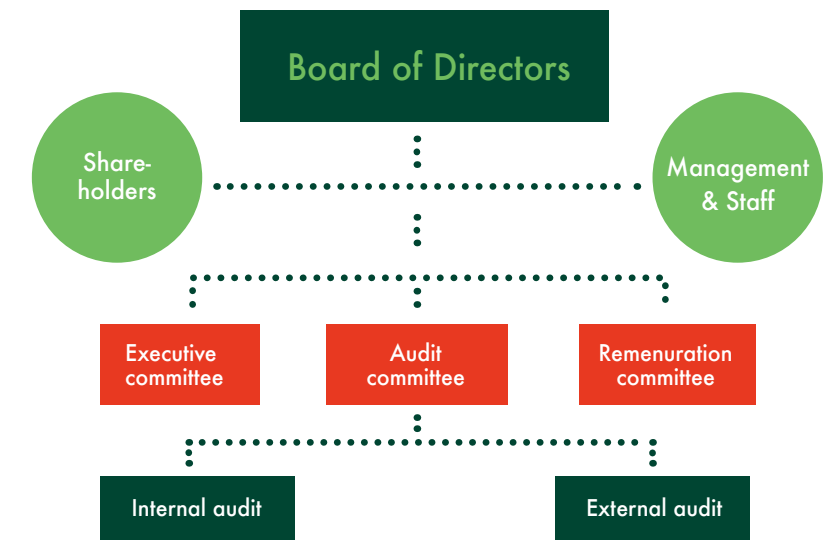 Board of Directors
Share-
holders
Management
& Staff
Executive
committee
Audit
committee
Remenuration
committee
Internal audit
External audit